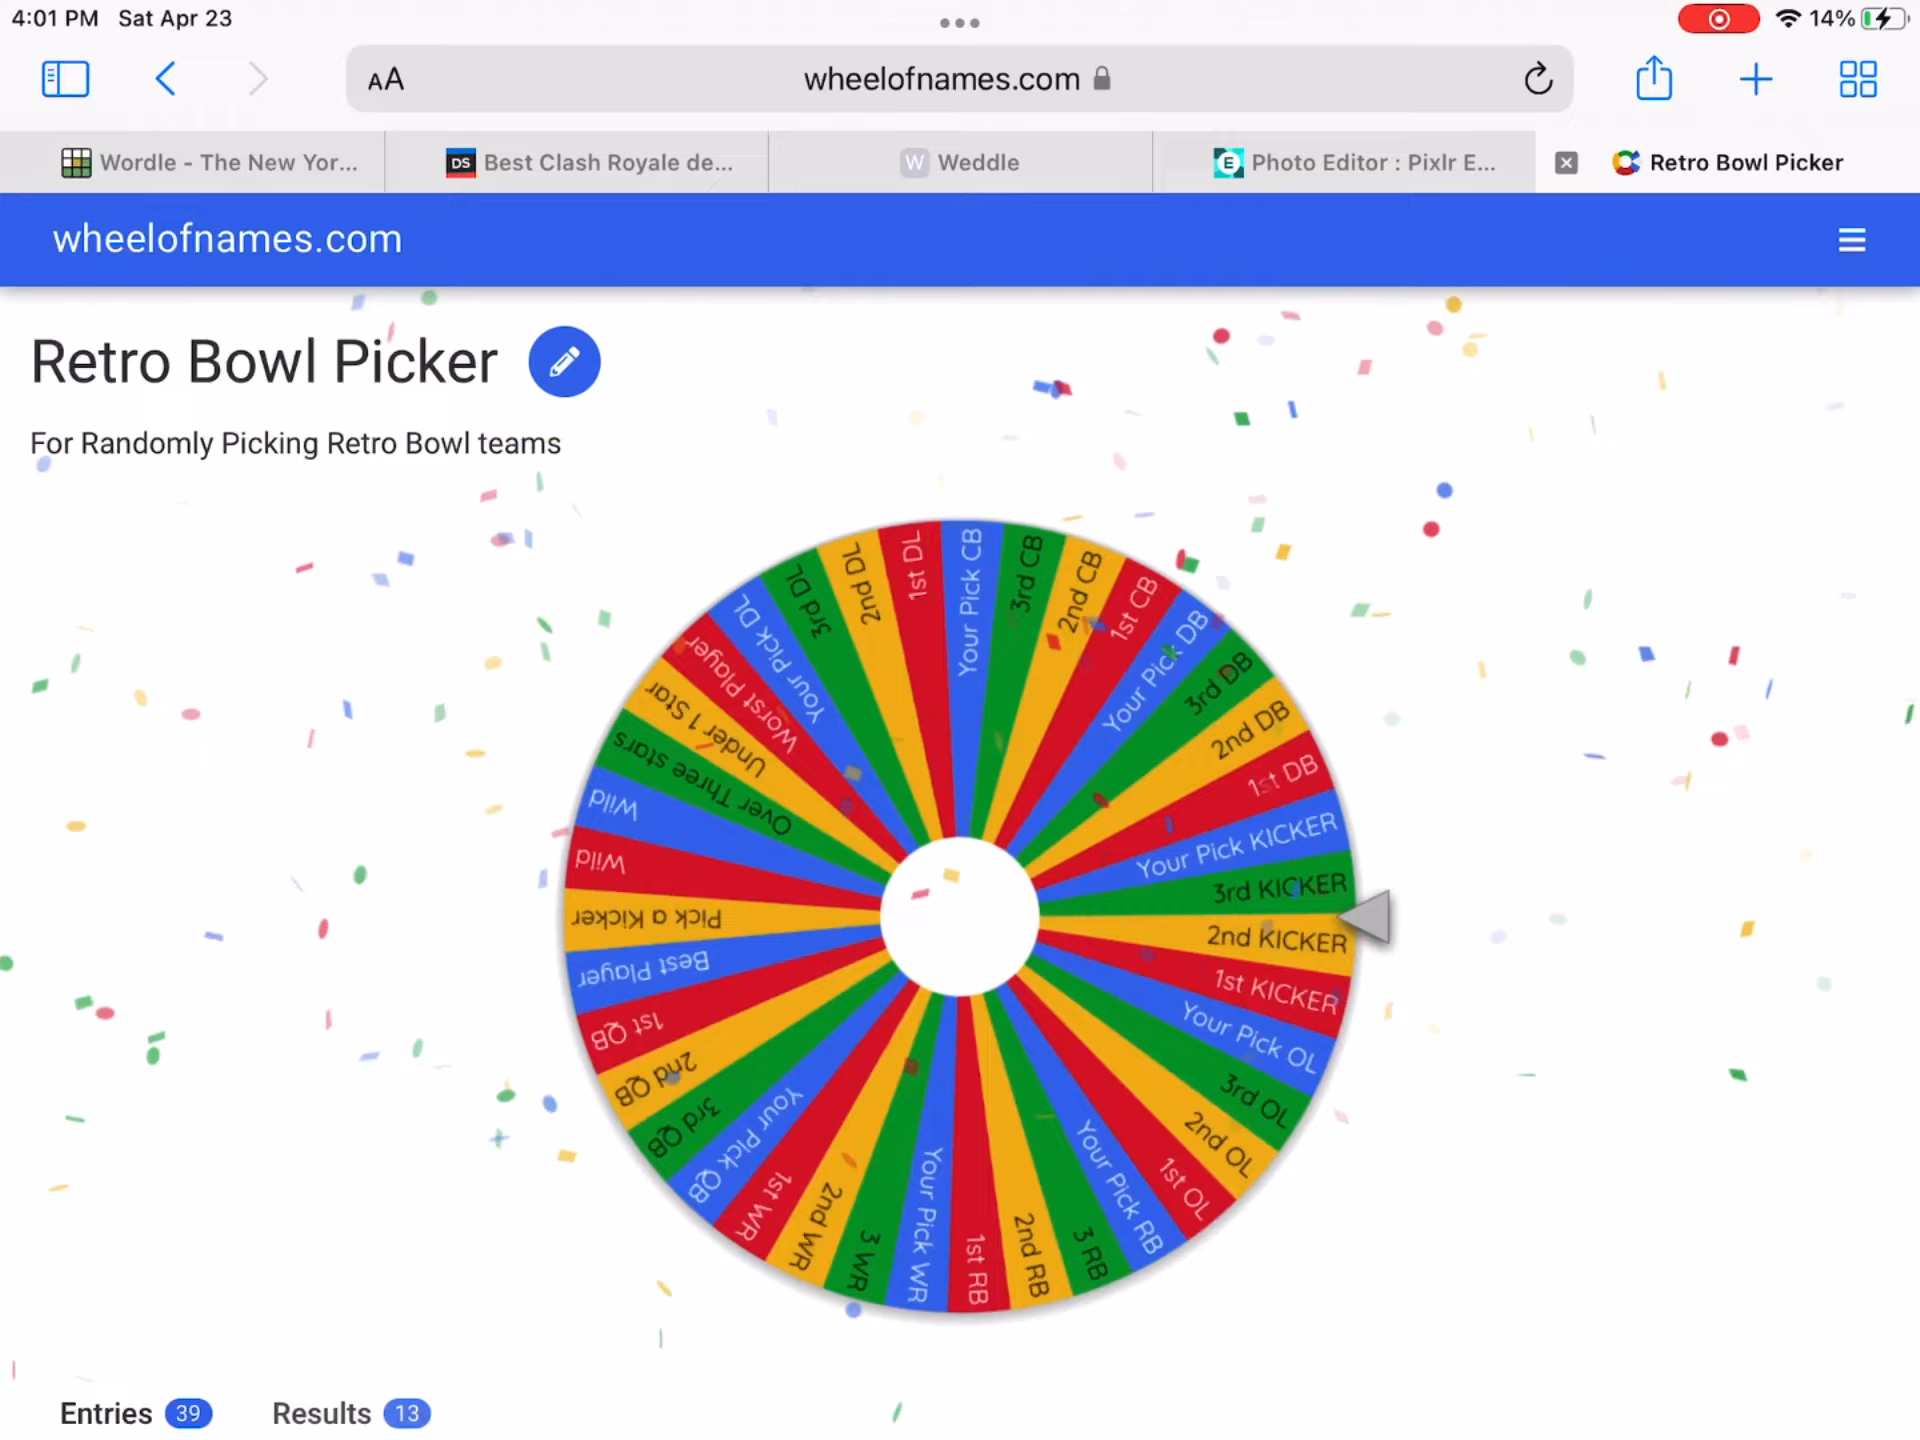 4:01 PM Sat Apr 23
14%
AA
wheelofnames.com
Wordle - The New Yor...
DS
Best Clash Royale de...
W
Weddle
E
Photo Editor : Pixlr E...
Retro Bowl Picker
wheelofnames.com
Retro Bowl Picker
For Randomly Picking Retro Bowl teams
Your Pick CB
3rd CB
2nd CB
1st CB
Your Pick DB
3rd DB
2nd DB
1st DB
Your Pick KICKER
3rd KICKER
2nd KICKER
1st KICKER
Your Pick OL
3rd OL
2nd OL
1st OL
Your Pick RB
3 RB
2nd RB
1st RB
Your Pick WR
3 WR
2nd WR
1st WR
Your Pick QB
3rd QB
2nd QB
1st QB
Best Player
Pick a Kicker
Wild
Wild
Over Three stars
Under 1 Star
Worst Player
Your Pick DL
3rd DL
2nd DL
1st DL
Entries 39
Results 13